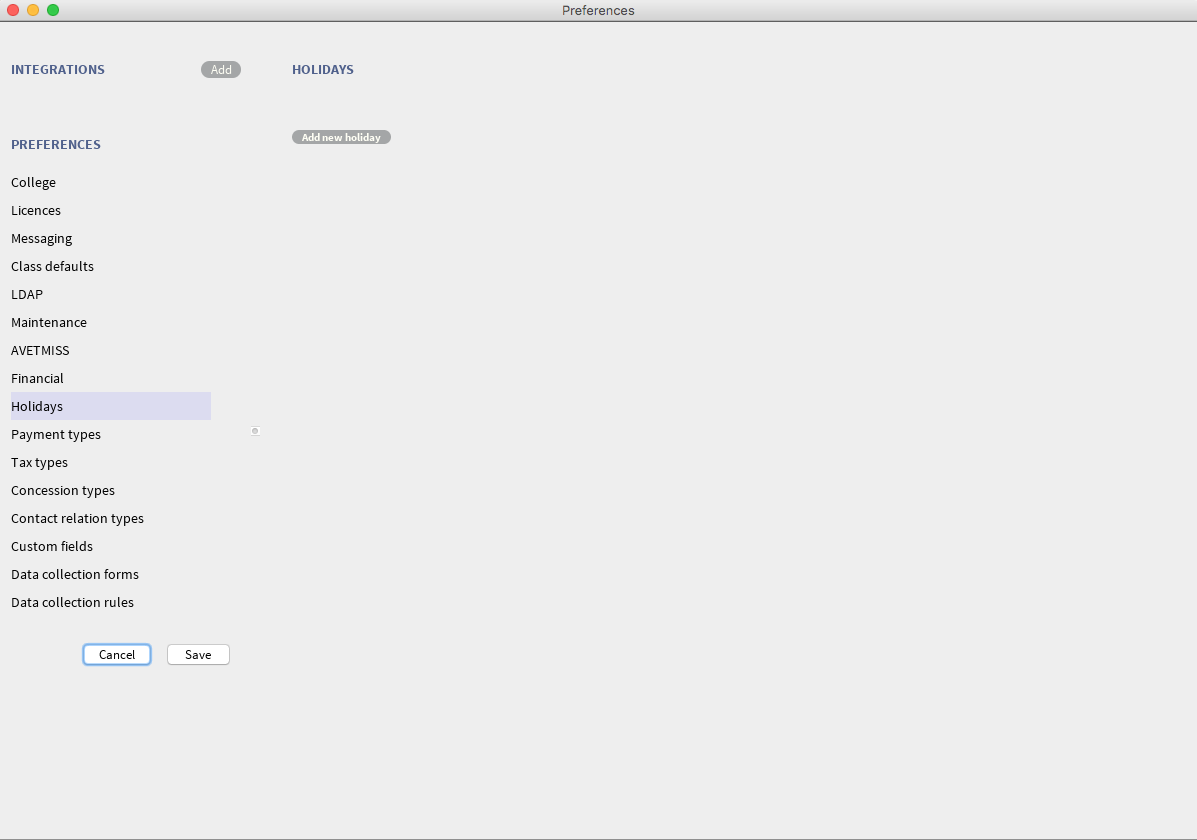 Preferences
INTEGRATIONS
Add
HOLIDAYS
Add new holiday
PREFERENCES
College
Licences
Messaging
Class defaults
LDAP
Maintenance
AVETMISS
Financial
Holidays
Payment types
Tax types
Concession types
Contact relation types
Custom fields
Data collection forms
Data collection rules
Cancel
Save